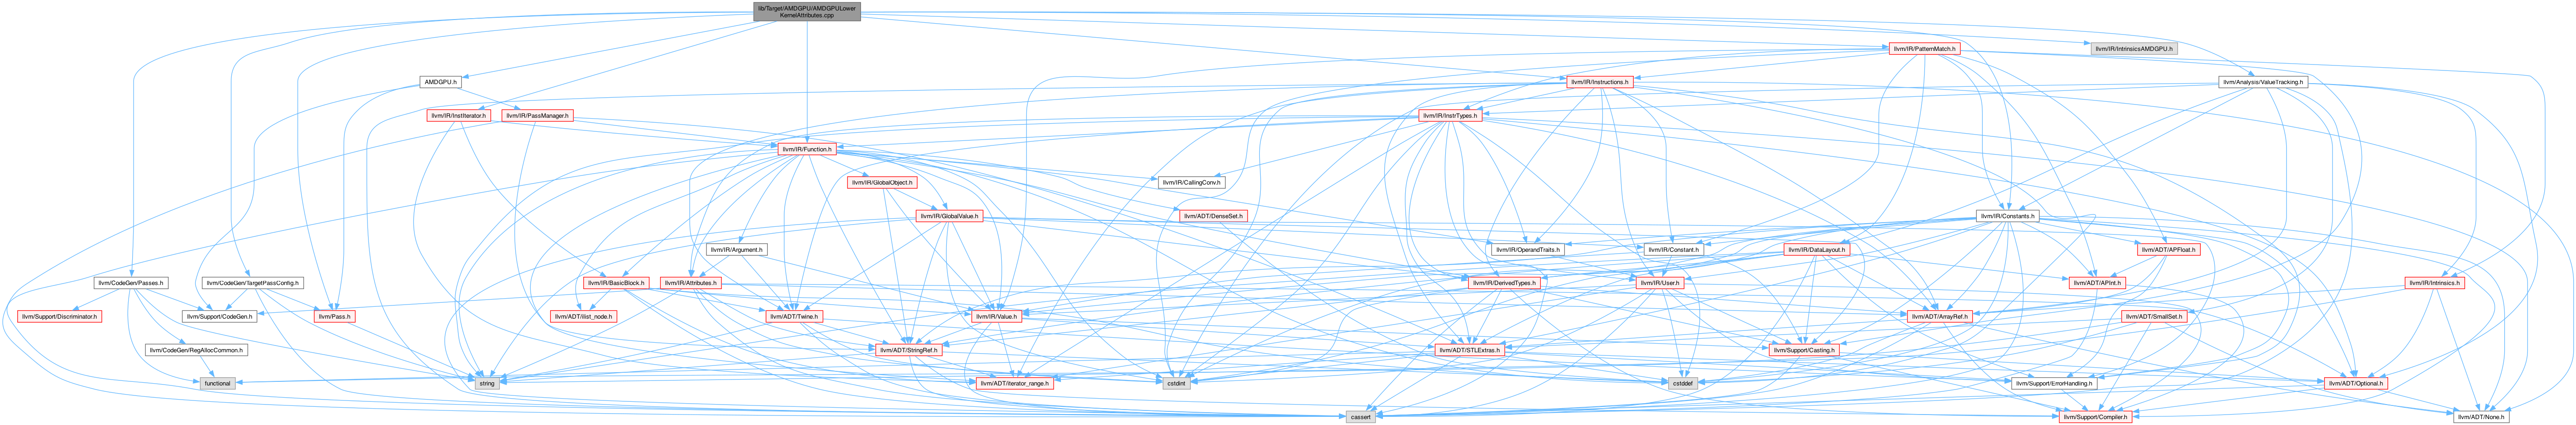 lib/Target/AMDGPU/AMDGPULower
KernelAttributes.cpp
llvm/IR/PatternMatch.h
llvm/IR/IntrinsicsAMDGPU.h
AMDGPU.h
llvm/IR/Instructions.h
llvm/Analysis/ValueTracking.h
llvm/IR/InstIterator.h
llvm/IR/PassManager.h
llvm/IR/InstrTypes.h
llvm/IR/Function.h
llvm/IR/GlobalObject.h
llvm/IR/CallingConv.h
llvm/IR/GlobalValue.h
llvm/ADT/DenseSet.h
llvm/IR/Constants.h
llvm/IR/Argument.h
llvm/IR/OperandTraits.h
llvm/IR/Constant.h
llvm/IR/DataLayout.h
llvm/ADT/APFloat.h
llvm/CodeGen/Passes.h
llvm/CodeGen/TargetPassConfig.h
llvm/IR/BasicBlock.h
llvm/IR/Attributes.h
llvm/IR/DerivedTypes.h
llvm/IR/User.h
llvm/ADT/APInt.h
llvm/IR/Intrinsics.h
llvm/Support/Discriminator.h
llvm/Support/CodeGen.h
llvm/Pass.h
llvm/ADT/ilist_node.h
llvm/ADT/Twine.h
llvm/IR/Value.h
llvm/ADT/ArrayRef.h
llvm/ADT/SmallSet.h
llvm/CodeGen/RegAllocCommon.h
llvm/ADT/StringRef.h
llvm/ADT/STLExtras.h
llvm/Support/Casting.h
functional
string
llvm/ADT/iterator_range.h
cstdint
cstddef
llvm/Support/ErrorHandling.h
llvm/ADT/Optional.h
cassert
llvm/Support/Compiler.h
llvm/ADT/None.h